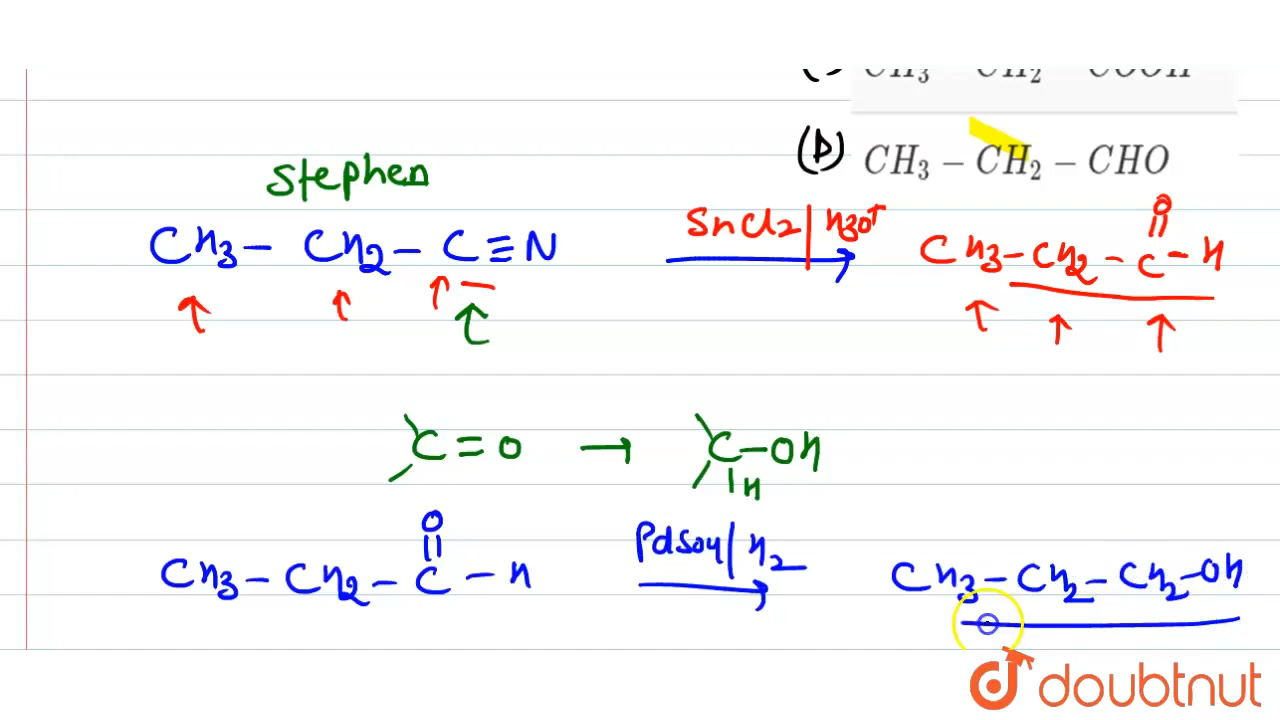 (C) CH3 − CH2 − COOH
(D) CH3 − CH2 − CHO
Stephen
CH3 − CH2 − C ≡ N SnCl2 | H3O+ CH3 − CH2 − C − H
O
C = O → C − OH
H
O
CH3 − CH2 − C − H PdSO4 | H2 CH3 − CH2 − CH2 − OH
doubtnut